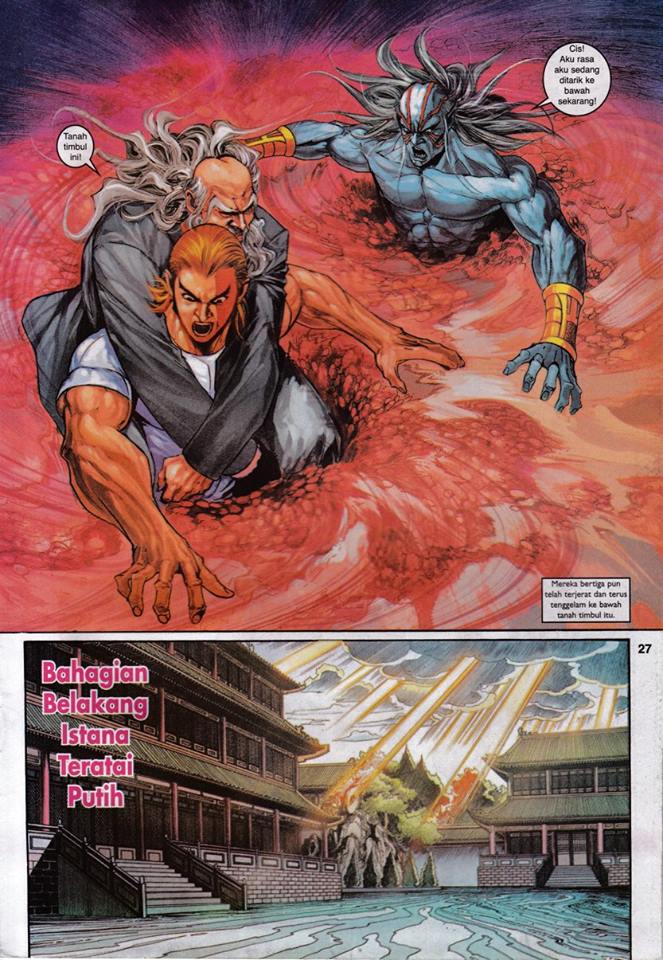 Tanah
timbul
ini!
Cis!
Aku rasa
aku sedang
ditarik ke
bawah
sekarang!
Mereka bertiga pun
telah terjerat dan terus
tenggelam ke bawah
tanah timbul itu.
27
Bahagian
Belakang
Istana
Teratai
Putih